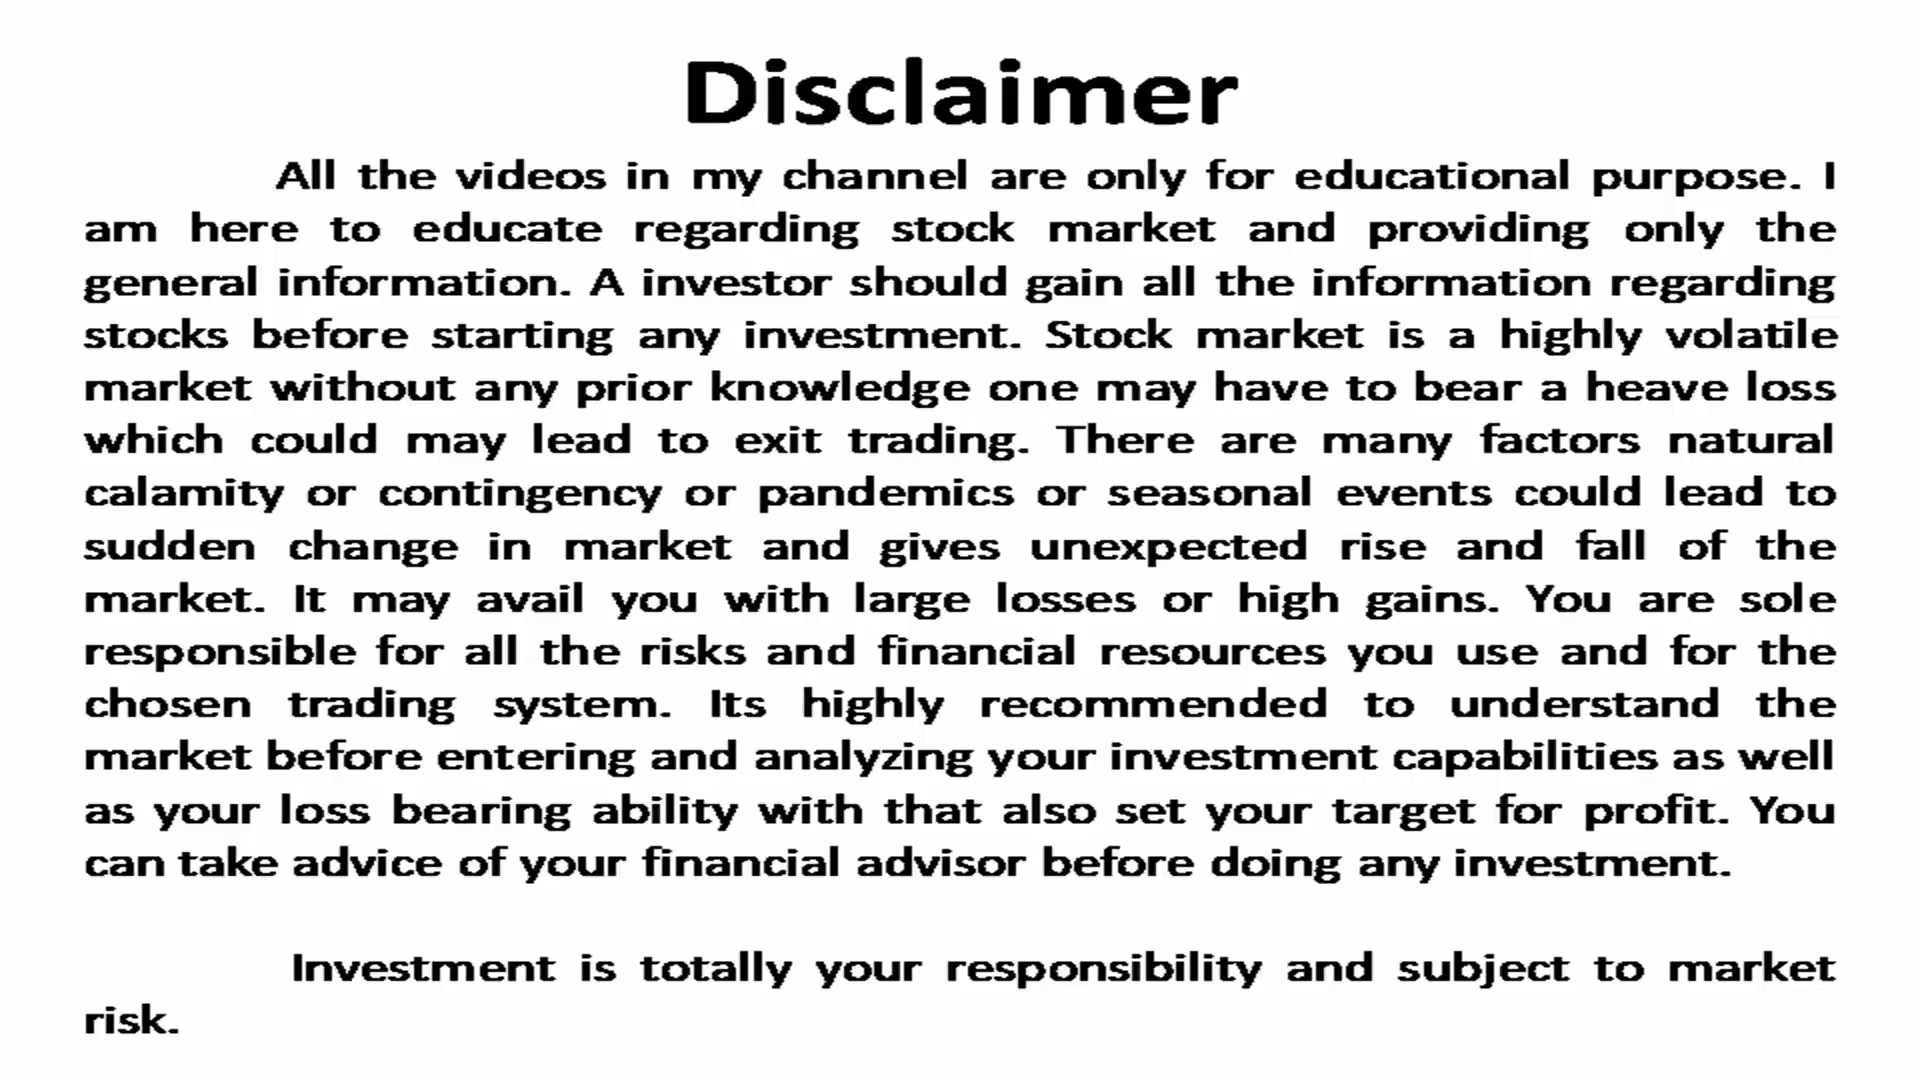 Disclaimer
All the videos in my channel are only for educational purpose. I
am here to educate regarding stock market and providing only the
general information. A investor should gain all the information regarding
stocks before starting any investment. Stock market is a highly volatile
market without any prior knowledge one may have to bear a heave loss
which could may lead to exit trading. There are many factors natural
calamity or contingency or pandemics or seasonal events could lead to
sudden change in market and gives unexpected rise and fall of the
market. It may avail you with large losses or high gains. You are sole
responsible for all the risks and financial resources you use and for the
chosen trading system. Its highly recommended to understand the
market before entering and analyzing your investment capabilities as well
as your loss bearing ability with that also set your target for profit. You
can take advice of your financial advisor before doing any investment.
Investment is totally your responsibility and subject to market
risk.